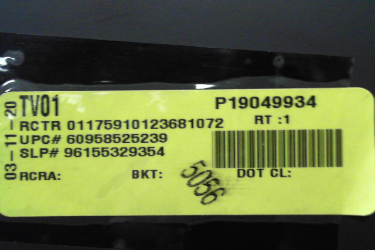 03-11-20
TV01
P19049934
RCTR 01175910123681072
RT :1
UPC# 60958525239
SLP# 96155329354
RCRA:
BKT:
5056
DOT CL: